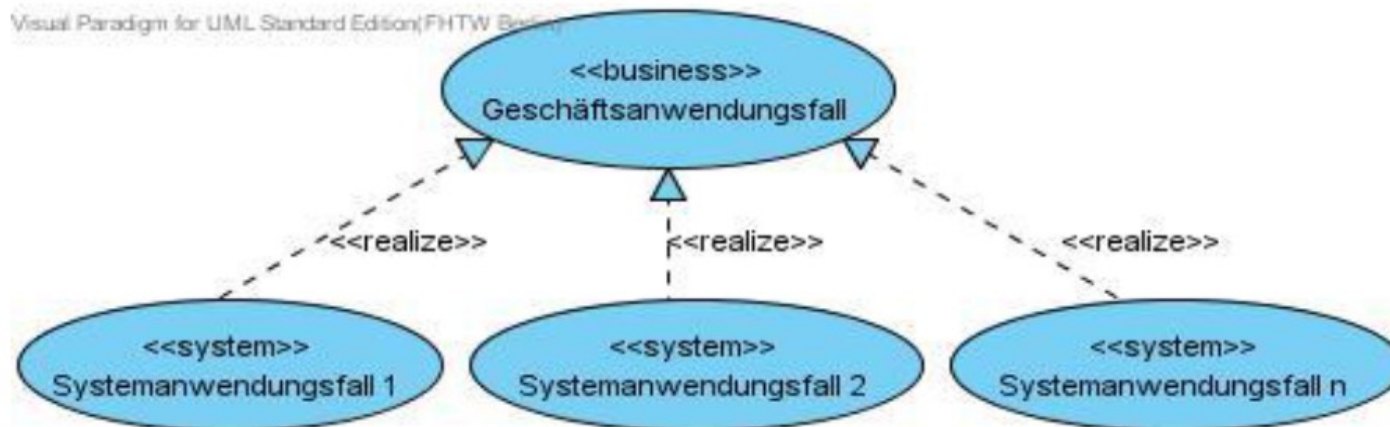 Visual Paradigm for UML Standard Edition(FHTW Berlin)
<<business>>
Geschäftsanwendungsfall
<<realize>>
<<realize>>
<<realize>>
<<system>>
Systemanwendungsfall 1
<<system>>
Systemanwendungsfall 2
<<system>>
Systemanwendungsfall n